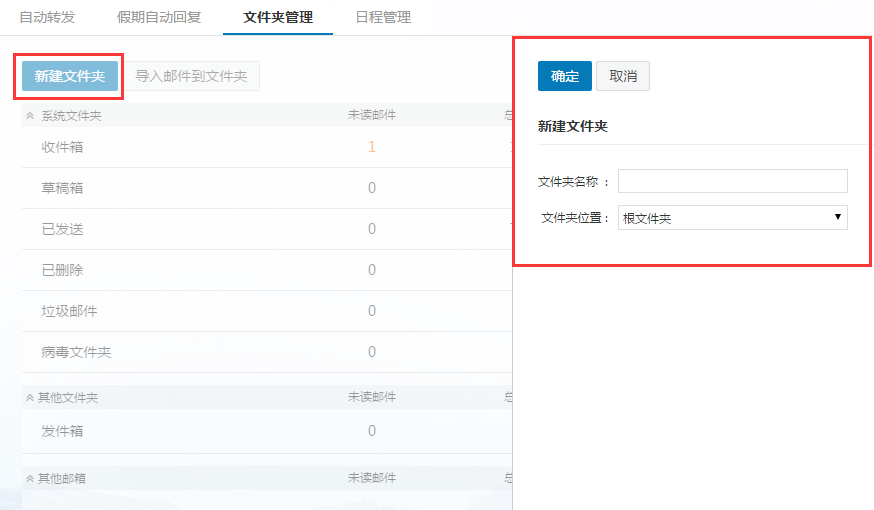 自动转发 假期自动回复 文件夹管理 日程管理
新建文件夹 导入邮件到文件夹
系统文件夹 未读邮件
收件箱 1
草稿箱 0
已发送 0
已删除 0
垃圾邮件 0
病毒文件夹 0
其他文件夹 未读邮件
发件箱 0
其他邮箱 未读邮件
确定 取消
新建文件夹
文件夹名称 :
文件夹位置 : 根文件夹